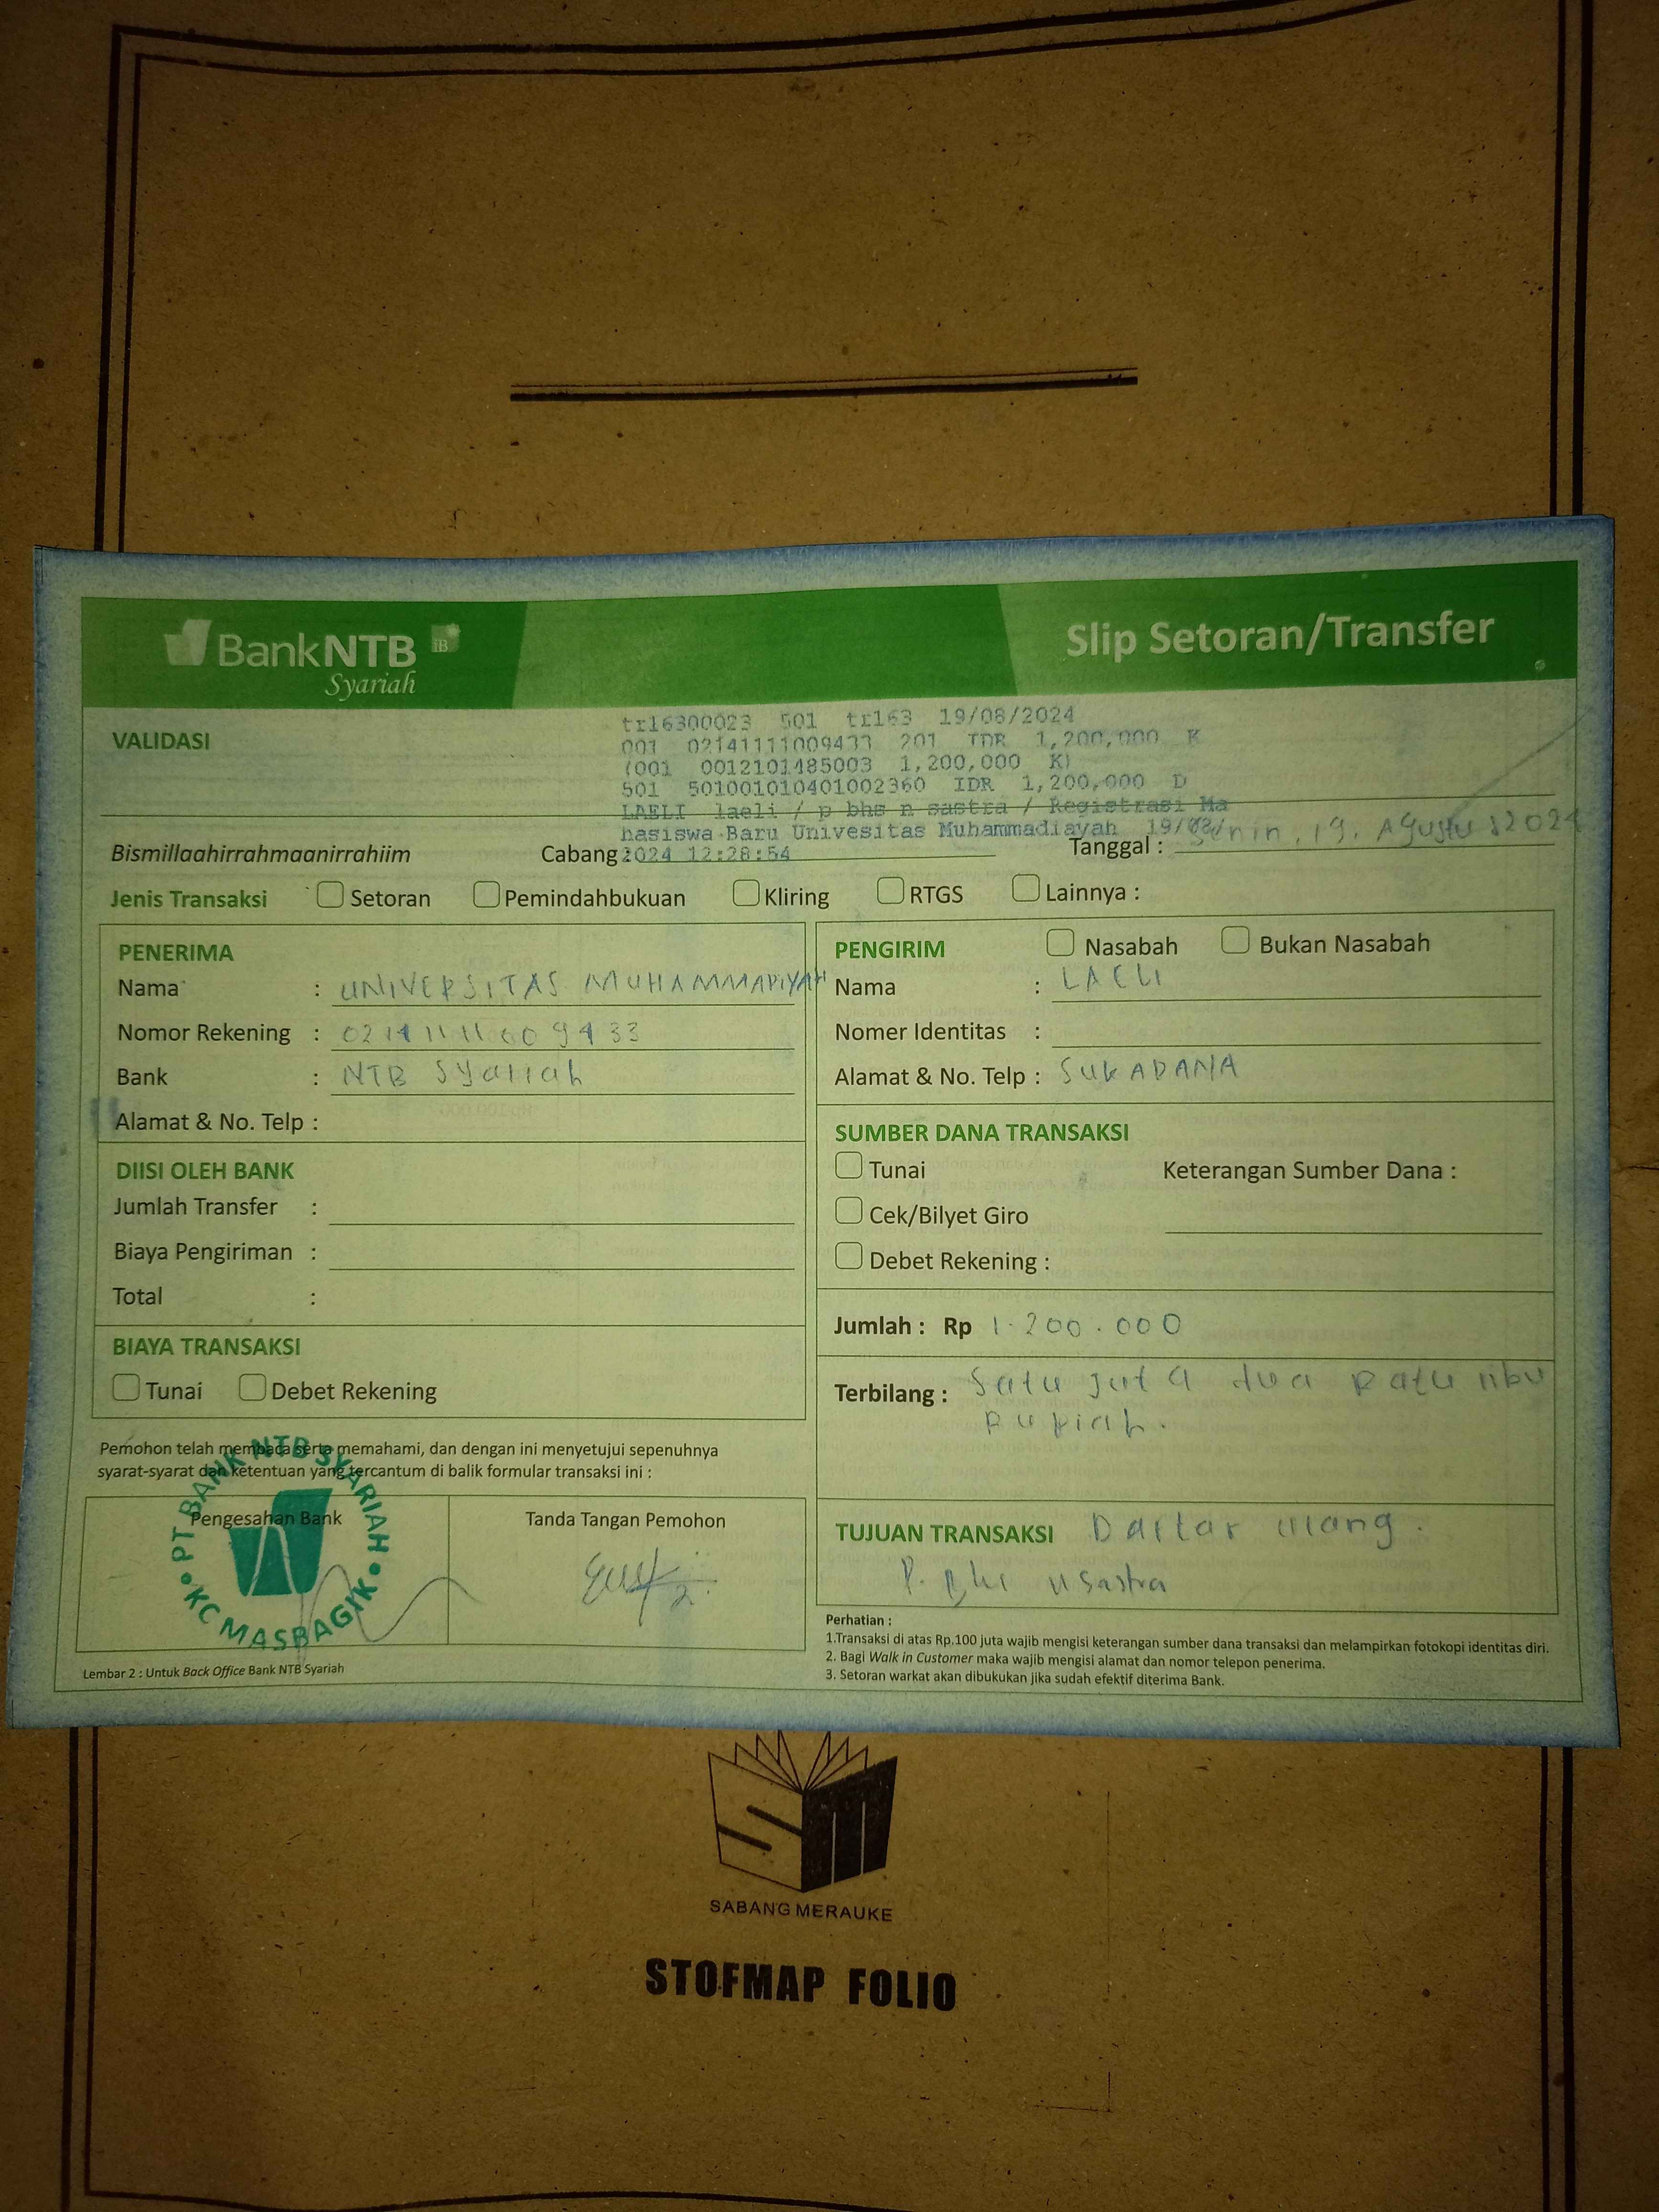 BankNTB iB
Syariah
Slip Setoran/Transfer
VALIDASI
tr16300023 501 tr163 19/08/2024
001 02141111009433 201 IDR 1,200,000 K
(001 0012101485003 1,200,000 K)
501 501001010401002360 IDR 1,200,000 D
LAELI laeli / p bhs n sastra / Registrasi Ma
hasiswa Baru Univesitas Muhammadiayah 19/08/
2024 12:28:54
Bismillaahirrahmaanirrahiim
Cabang
Tanggal : Senin, 19, Agustus 2024
Jenis Transaksi Setoran Pemindahbukuan Kliring RTGS Lainnya :
PENERIMA
Nama : UNIVERSITAS MUHAMMADIYAH
Nomor Rekening : 02141111009433
Bank : NTB Syariah
Alamat & No. Telp :
DIISI OLEH BANK
Jumlah Transfer :
Biaya Pengiriman :
Total :
BIAYA TRANSAKSI
Tunai Debet Rekening
Pemohon telah membaca serta memahami, dan dengan ini menyetujui sepenuhnya
syarat-syarat dan ketentuan yang tercantum di balik formular transaksi ini :
Pengesahan Bank
Tanda Tangan Pemohon
PT BANK NTB SYARIAH
KC MASBAGIK
Lembar 2 : Untuk Back Office Bank NTB Syariah
PENGIRIM Nasabah Bukan Nasabah
Nama : LAELI
Nomer Identitas :
Alamat & No. Telp : SUKADANA
SUMBER DANA TRANSAKSI
Tunai Keterangan Sumber Dana :
Cek/Bilyet Giro
Debet Rekening :
Jumlah : Rp 1.200.000
Terbilang : Satu juta dua ratu ribu
rupiah.
TUJUAN TRANSAKSI Daftar ulang.
P. Bhs n Sastra
Perhatian :
1.Transaksi di atas Rp.100 juta wajib mengisi keterangan sumber dana transaksi dan melampirkan fotokopi identitas diri.
2. Bagi Walk in Customer maka wajib mengisi alamat dan nomor telepon penerima.
3. Setoran warkat akan dibukukan jika sudah efektif diterima Bank.
SM
SABANG MERAUKE
STOFMAP FOLIO